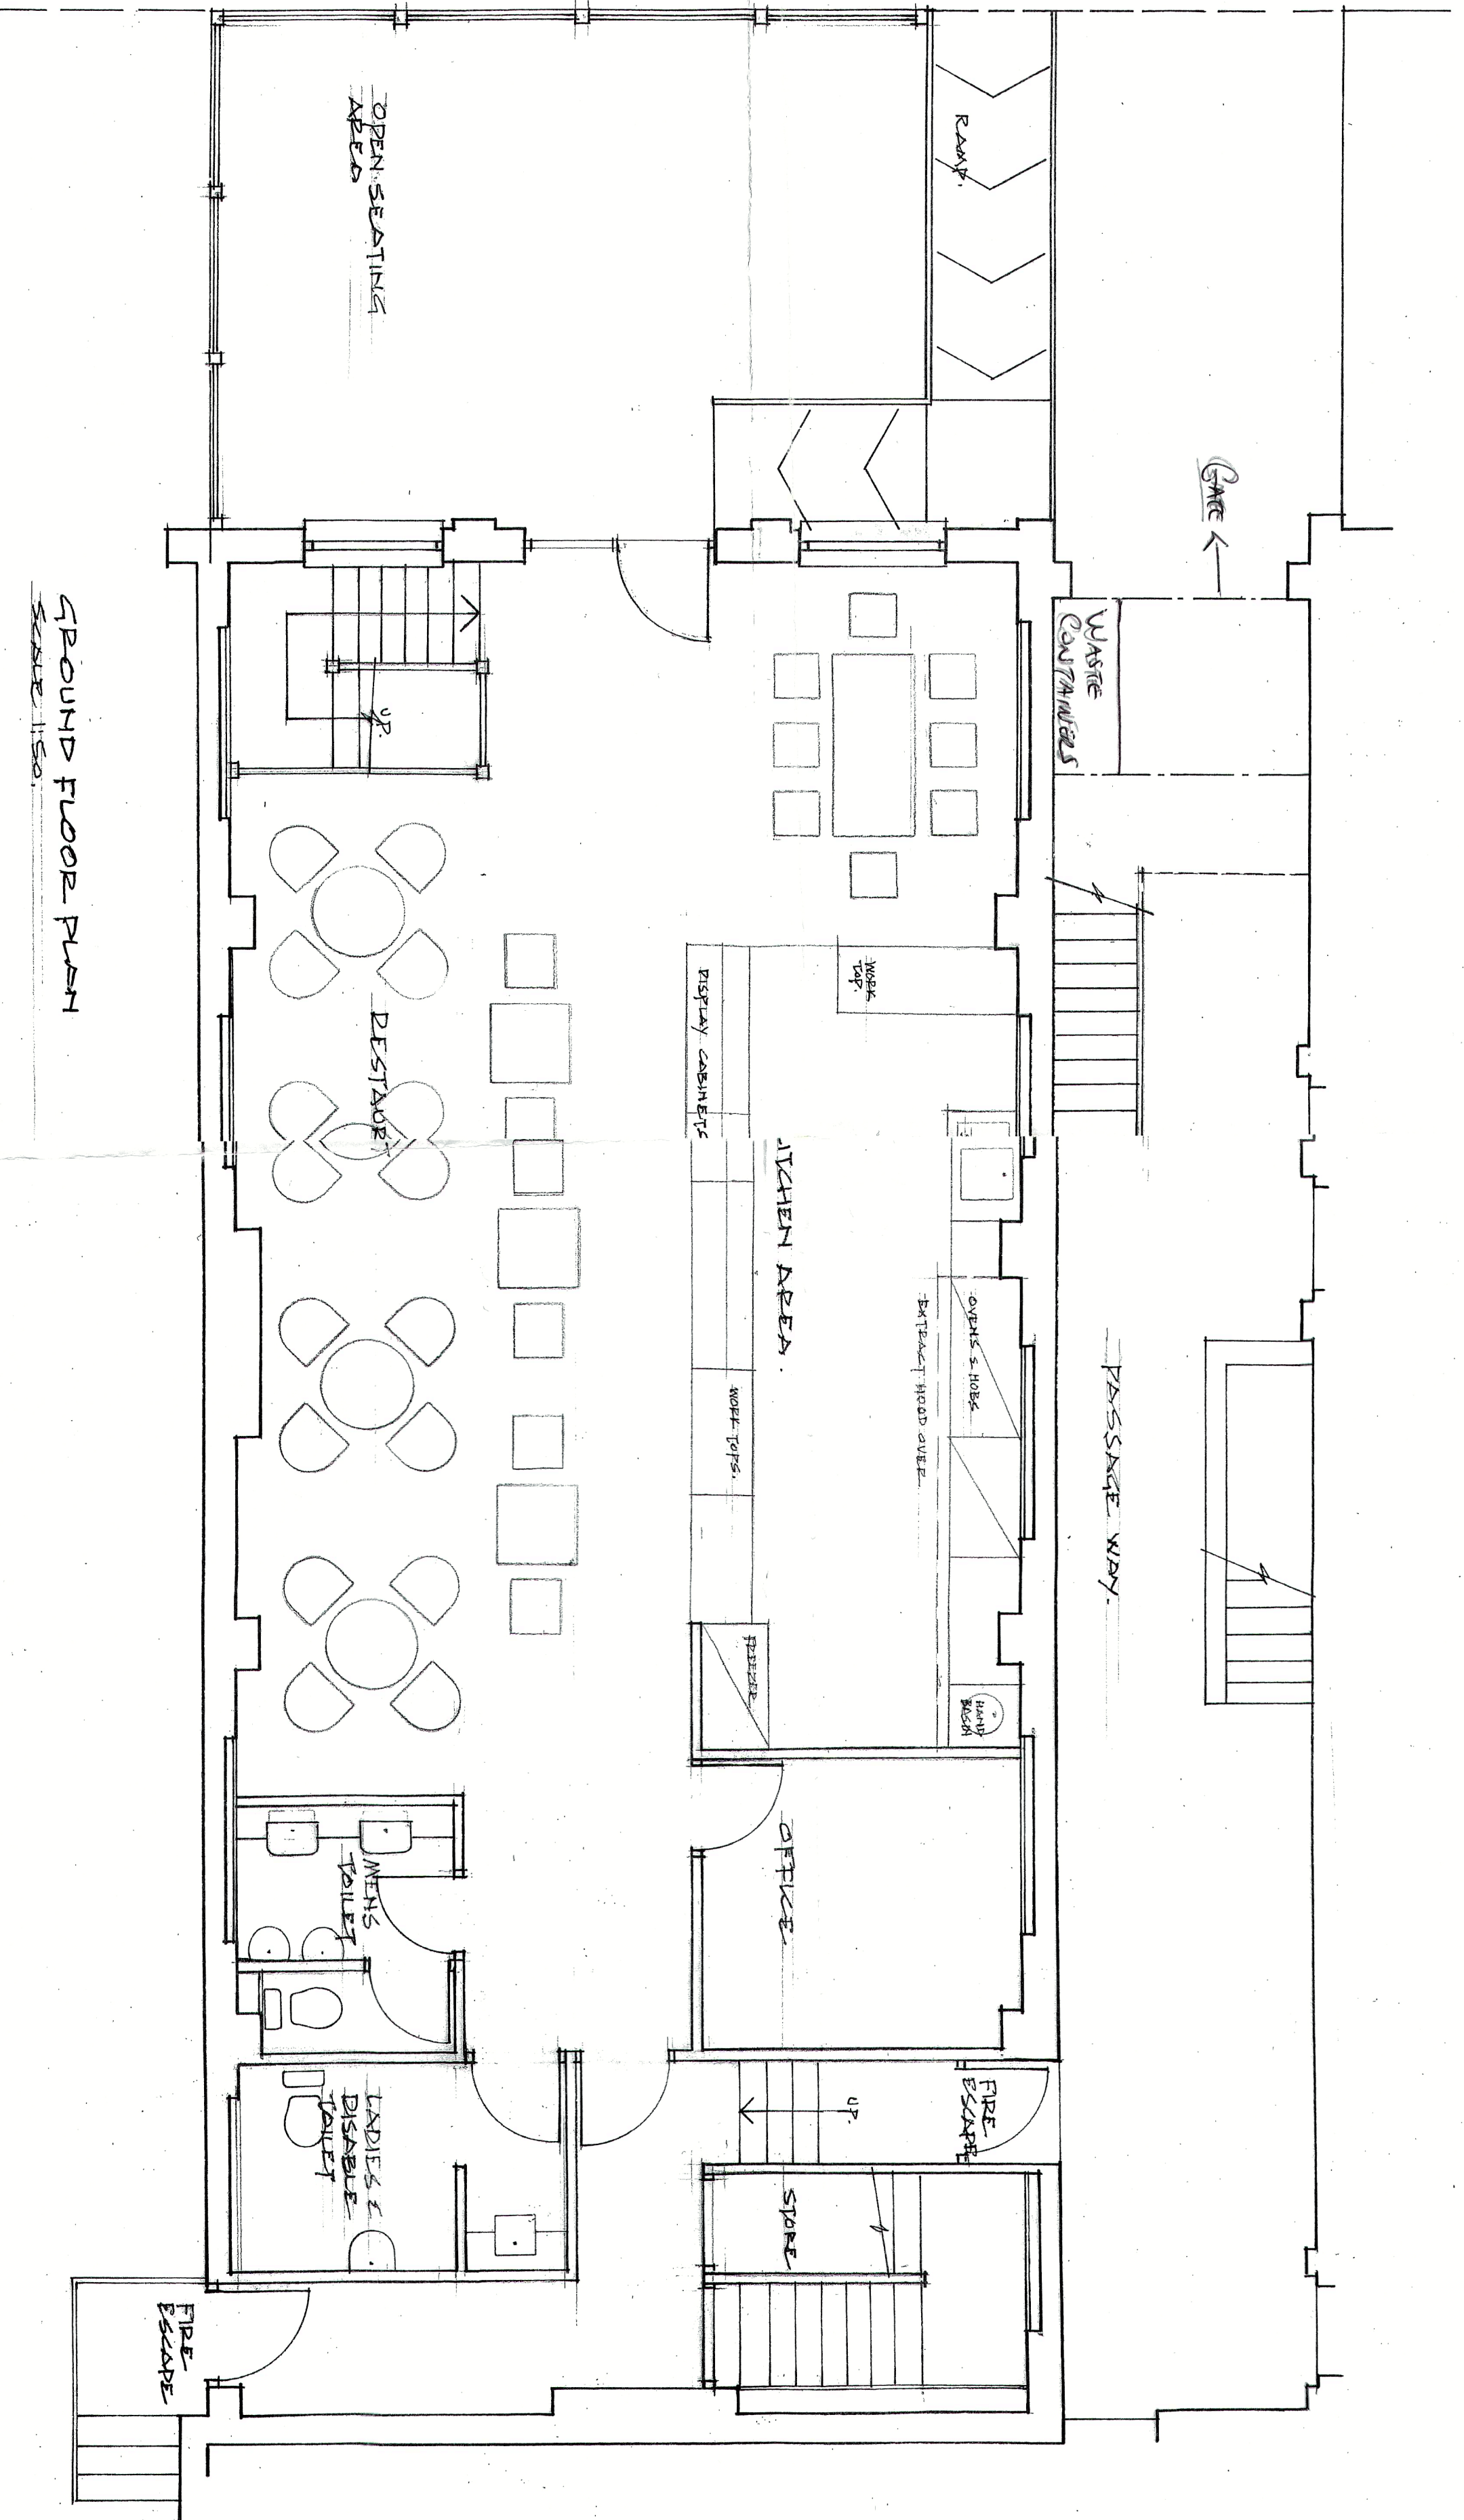 OPEN SEATING
AREA
RAMP.
GATE
WASTE
CONTAINERS
UP.
WORK
TOP.
DISPLAY CABINETS
RESTAUR
ITCHEN AREA.
OVENS & HOBS
EXTRACT HOOD OVER
WORK TOPS.
PASSAGE WAY.
FREEZER
HAND
BASIN
OFFICE
MENS
TOILET
LADIES &
DISABLE
TOILET
UP.
FIRE
ESCAPE
STORE
FIRE
ESCAPE
GROUND FLOOR PLAN
SCALE 1:50.